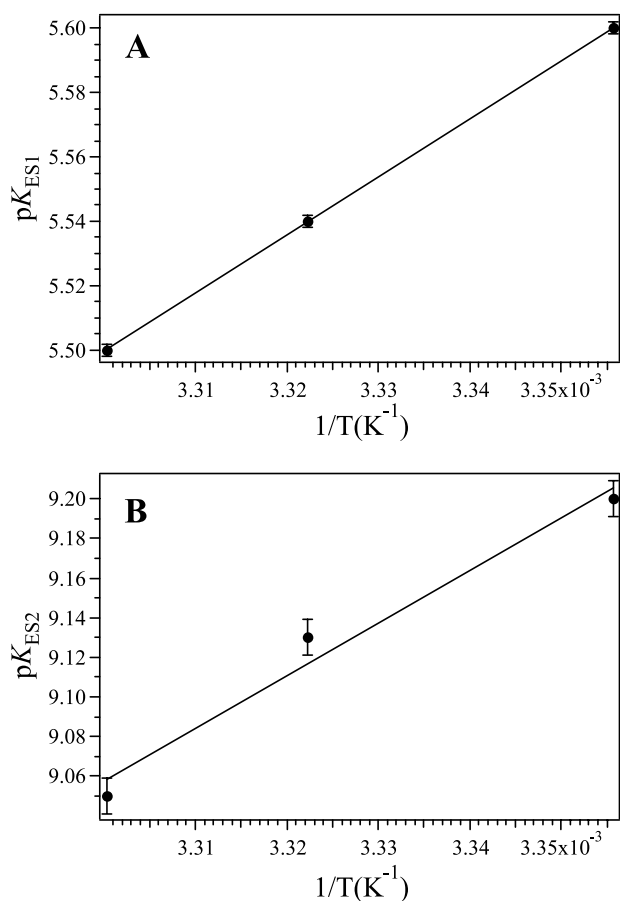 A
5.60
5.58
5.56
5.54
5.52
5.50
pK_ES1
3.31 3.32 3.33 3.34 3.35x10⁻³
1/T(K⁻¹)
B
9.20
9.18
9.16
9.14
9.12
9.10
9.08
9.06
pK_ES2
3.31 3.32 3.33 3.34 3.35x10⁻³
1/T(K⁻¹)